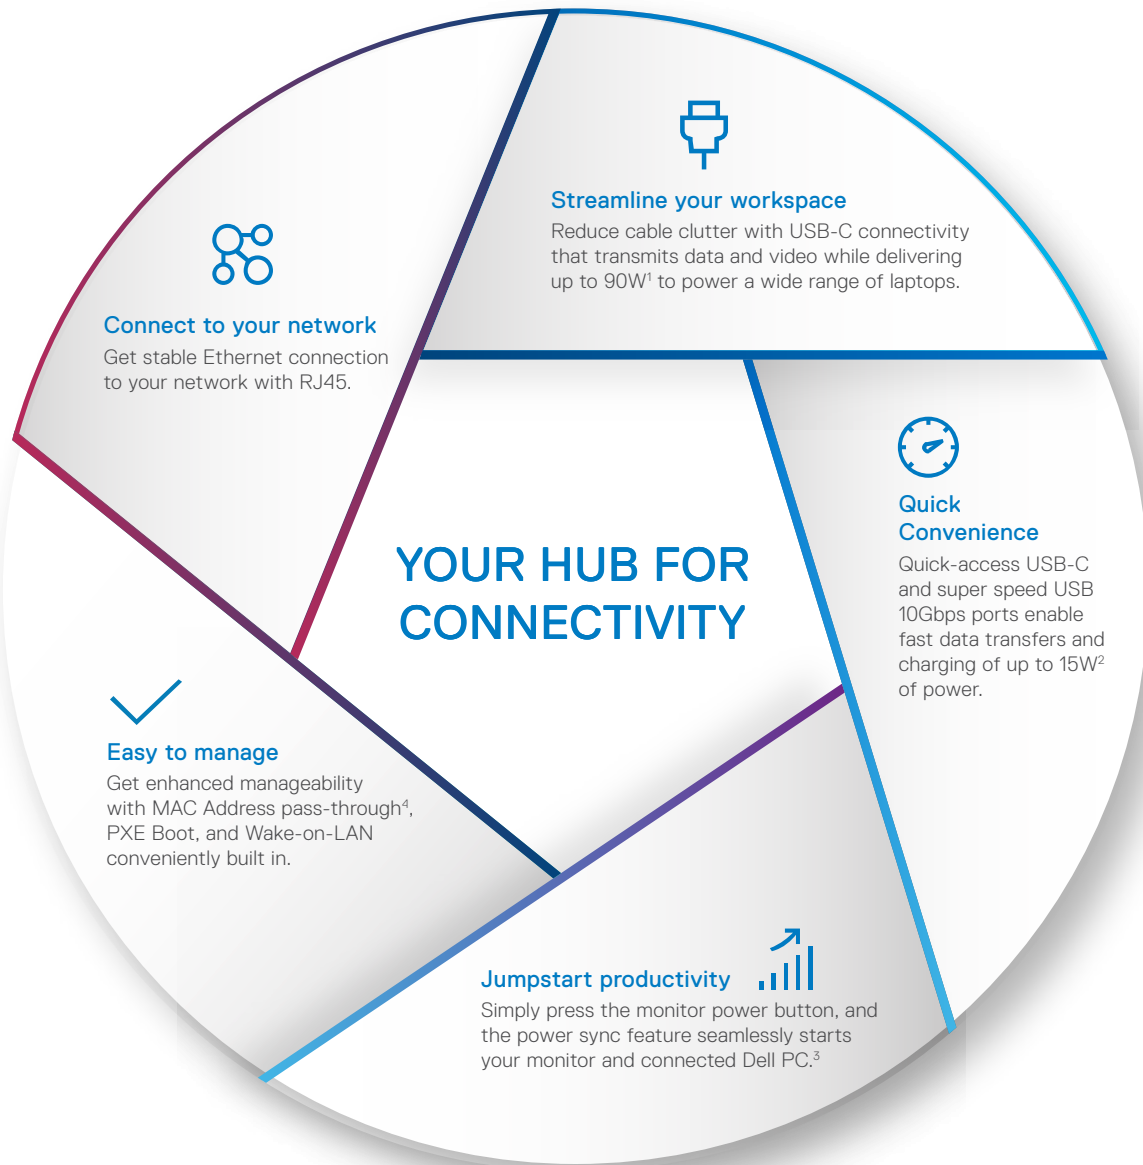 Streamline your workspace
Reduce cable clutter with USB-C connectivity
that transmits data and video while delivering
up to 90W¹ to power a wide range of laptops.
Connect to your network
Get stable Ethernet connection
to your network with RJ45.
Quick
Convenience
Quick-access USB-C
and super speed USB
10Gbps ports enable
fast data transfers and
charging of up to 15W²
of power.
YOUR HUB FOR
CONNECTIVITY
Easy to manage
Get enhanced manageability
with MAC Address pass-through⁴,
PXE Boot, and Wake-on-LAN
conveniently built in.
Jumpstart productivity
Simply press the monitor power button, and
the power sync feature seamlessly starts
your monitor and connected Dell PC.³